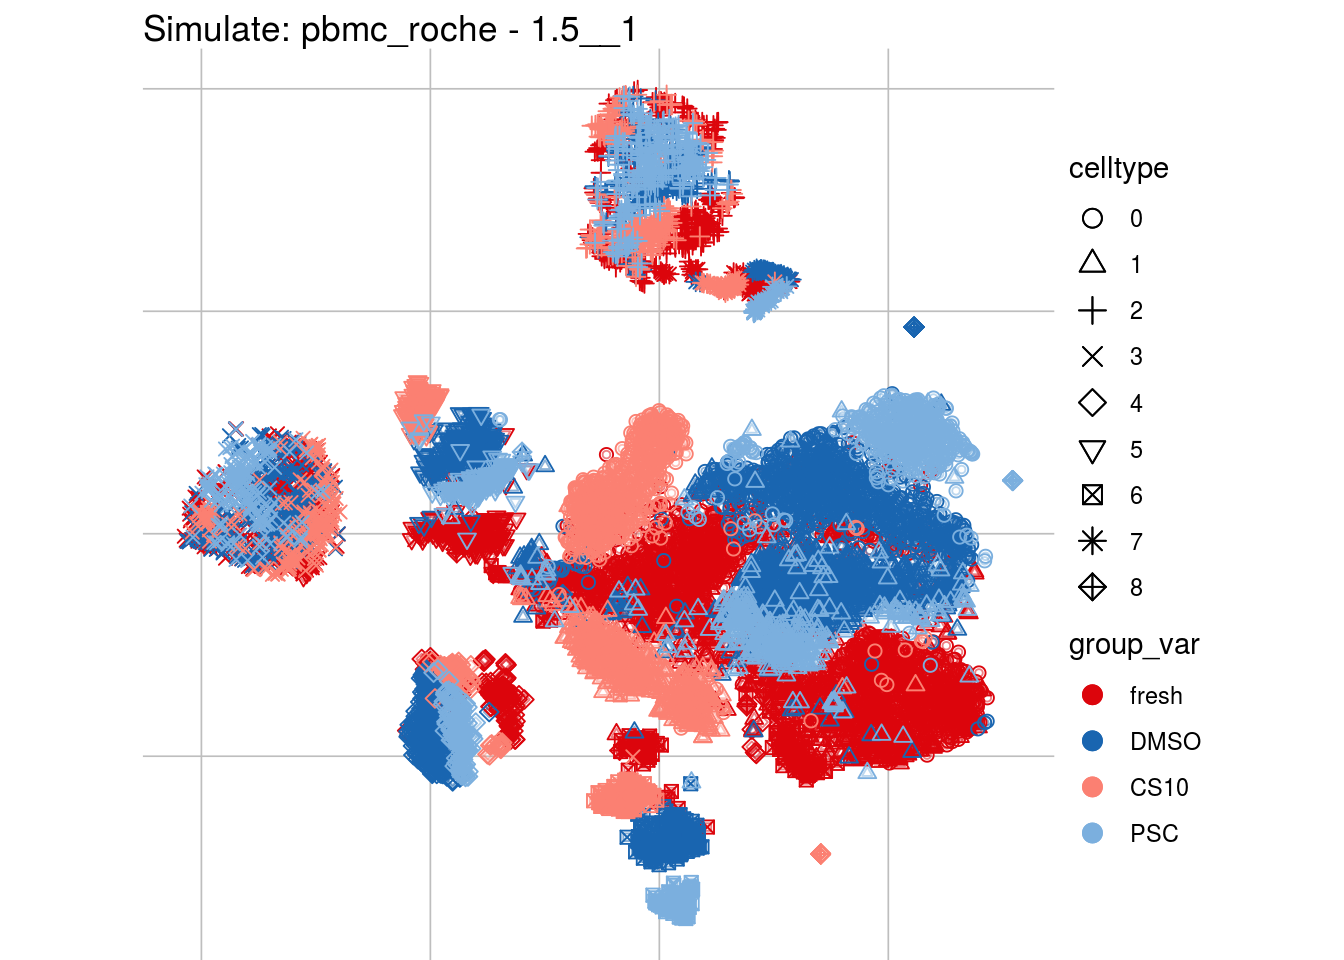 Simulate: pbmc_roche - 1.5__1
celltype
0
1
2
3
4
5
6
7
8
group_var
fresh
DMSO
CS10
PSC